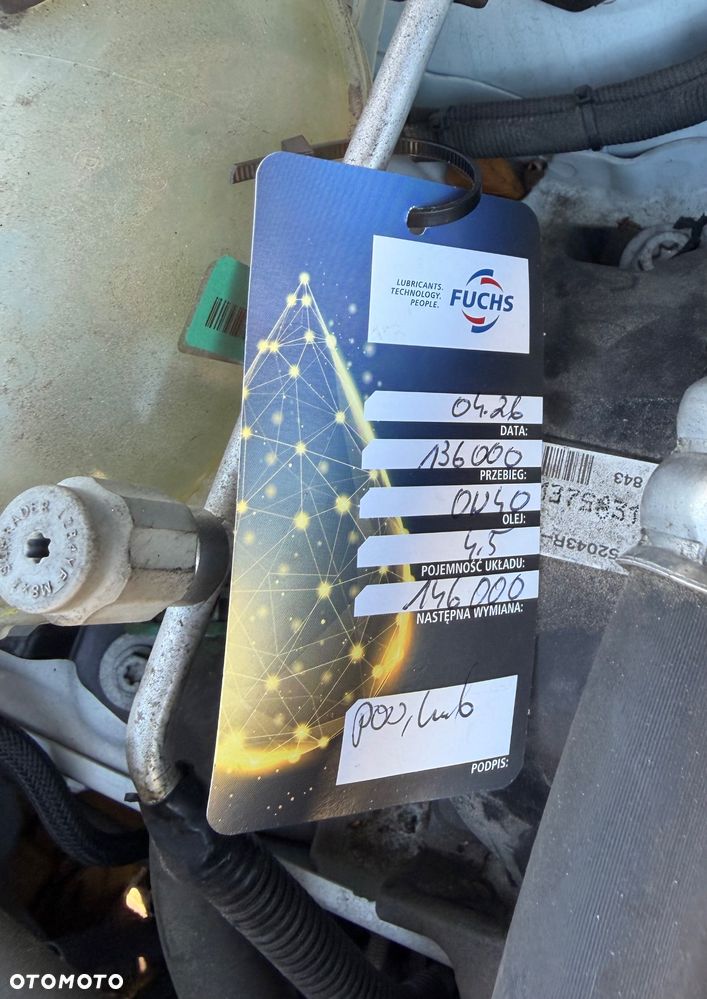 LUBRICANTS.
TECHNOLOGY.
PEOPLE.
FUCHS
04.26
DATA:
136000
PRZEBIEG:
0W40
OLEJ:
4,5
POJEMNOŚĆ UKŁADU:
146000
NASTĘPNA WYMIANA:
PODPIS:
843
OTOMOTO